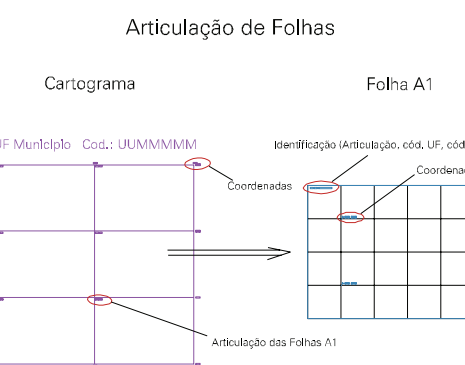 Articulação de Folhas
Cartograma
Folha A1
UF Município Cod.: UUMMMMM
Identificação (Articulação. cód. UF, cód
Coordenadas
Coordenad
Articulação das Folhas A1